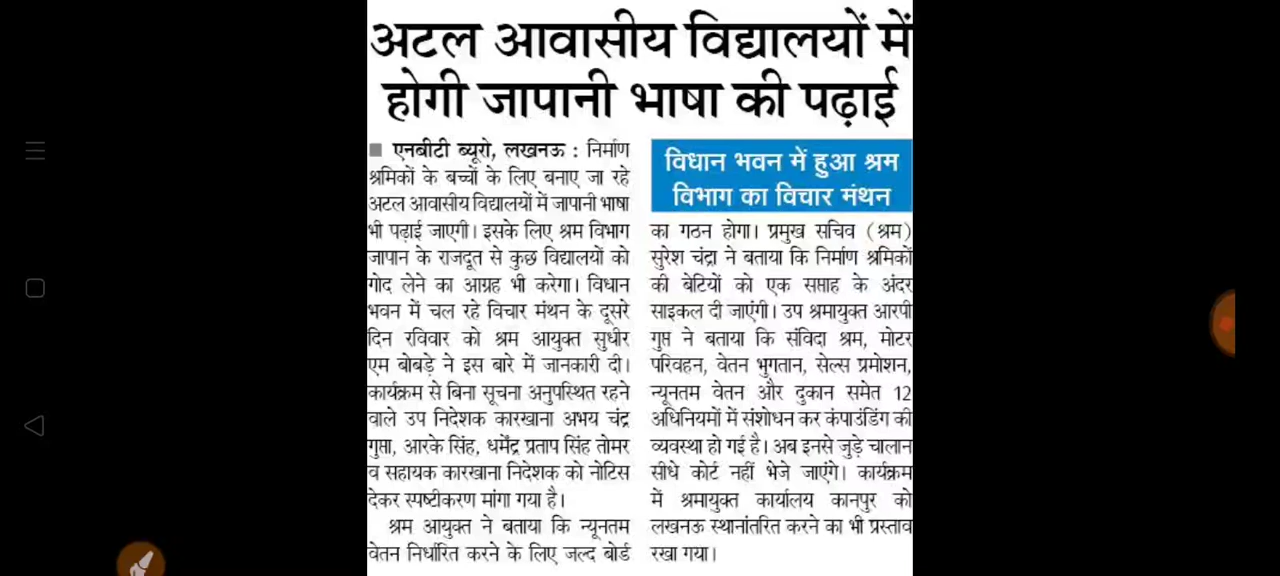 अटल आवासीय विद्यालयों में
होगी जापानी भाषा की पढ़ाई
■ एनबीटी ब्यूरो, लखनऊ : निर्माण
श्रमिकों के बच्चों के लिए बनाए जा रहे
अटल आवासीय विद्यालयों में जापानी भाषा
भी पढ़ाई जाएगी। इसके लिए श्रम विभाग
जापान के राजदूत से कुछ विद्यालयों को
गोद लेने का आग्रह भी करेगा। विधान
भवन में चल रहे विचार मंथन के दूसरे
दिन रविवार को श्रम आयुक्त सुधीर
एम बोबड़े ने इस बारे में जानकारी दी।
कार्यक्रम से बिना सूचना अनुपस्थित रहने
वाले उप निदेशक कारखाना अभय चंद्र
गुप्ता, आरके सिंह, धर्मेंद्र प्रताप सिंह तोमर
व सहायक कारखाना निदेशक को नोटिस
देकर स्पष्टीकरण मांगा गया है।
श्रम आयुक्त ने बताया कि न्यूनतम
वेतन निर्धारित करने के लिए जल्द बोर्ड
विधान भवन में हुआ श्रम
विभाग का विचार मंथन
का गठन होगा। प्रमुख सचिव (श्रम)
सुरेश चंद्रा ने बताया कि निर्माण श्रमिकों
की बेटियों को एक सप्ताह के अंदर
साइकल दी जाएंगी। उप श्रमायुक्त आरपी
गुप्त ने बताया कि संविदा श्रम, मोटर
परिवहन, वेतन भुगतान, सेल्स प्रमोशन,
न्यूनतम वेतन और दुकान समेत 12
अधिनियमों में संशोधन कर कंपाउंडिंग की
व्यवस्था हो गई है। अब इनसे जुड़े चालान
सीधे कोर्ट नहीं भेजे जाएंगे। कार्यक्रम
में श्रमायुक्त कार्यालय कानपुर को
लखनऊ स्थानांतरित करने का भी प्रस्ताव
रखा गया।